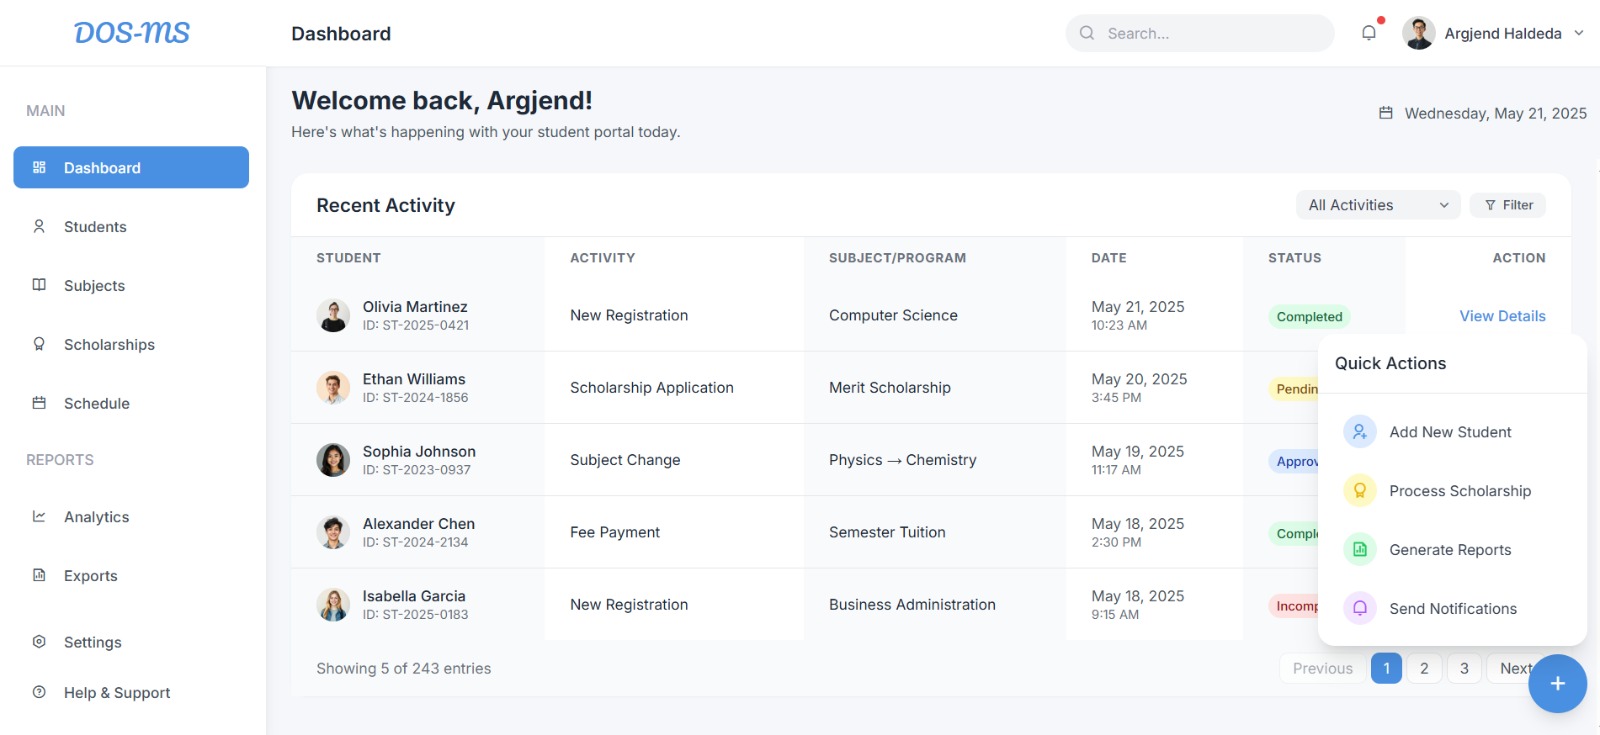 DOS-MS
Dashboard
Search...
Argjend Haldeda
MAIN
Dashboard
Students
Subjects
Scholarships
Schedule
REPORTS
Analytics
Exports
Settings
Help & Support
Welcome back, Argjend!
Here's what's happening with your student portal today.
Wednesday, May 21, 2025
Recent Activity
All Activities
Filter
STUDENT ACTIVITY SUBJECT/PROGRAM DATE STATUS ACTION
Olivia Martinez
ID: ST-2025-0421
New Registration
Computer Science
May 21, 2025
10:23 AM
Completed
View Details
Ethan Williams
ID: ST-2024-1856
Scholarship Application
Merit Scholarship
May 20, 2025
3:45 PM
Pendin
Sophia Johnson
ID: ST-2023-0937
Subject Change
Physics → Chemistry
May 19, 2025
11:17 AM
Approv
Alexander Chen
ID: ST-2024-2134
Fee Payment
Semester Tuition
May 18, 2025
2:30 PM
Comple
Isabella Garcia
ID: ST-2025-0183
New Registration
Business Administration
May 18, 2025
9:15 AM
Incomp
Quick Actions
Add New Student
Process Scholarship
Generate Reports
Send Notifications
Showing 5 of 243 entries
Previous 1 2 3 Next
+